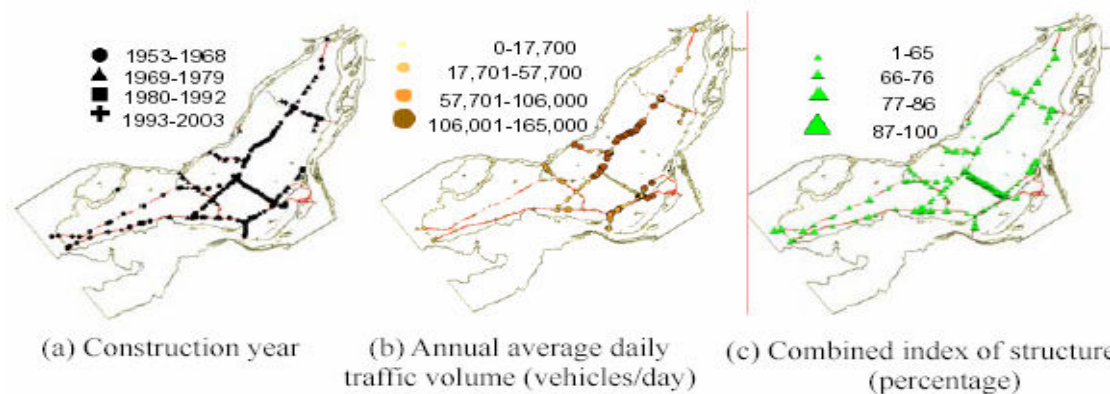 1953-1968
1969-1979
1980-1992
1993-2003
0-17,700
17,701-57,700
57,701-106,000
106,001-165,000
1-65
66-76
77-86
87-100
(a) Construction year
(b) Annual average daily
traffic volume (vehicles/day)
(c) Combined index of structure
(percentage)